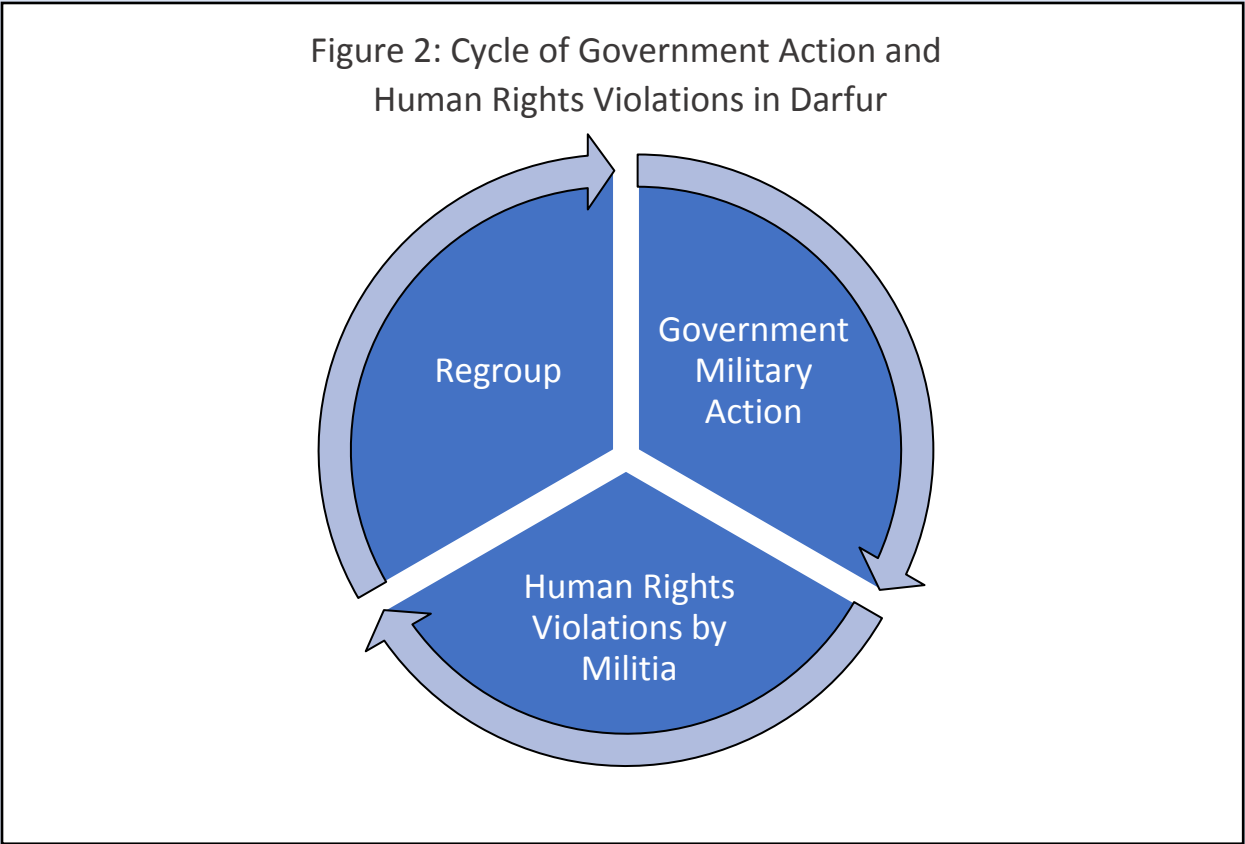 Figure 2: Cycle of Government Action and
Human Rights Violations in Darfur
Regroup
Government
Military
Action
Human Rights
Violations by
Militia